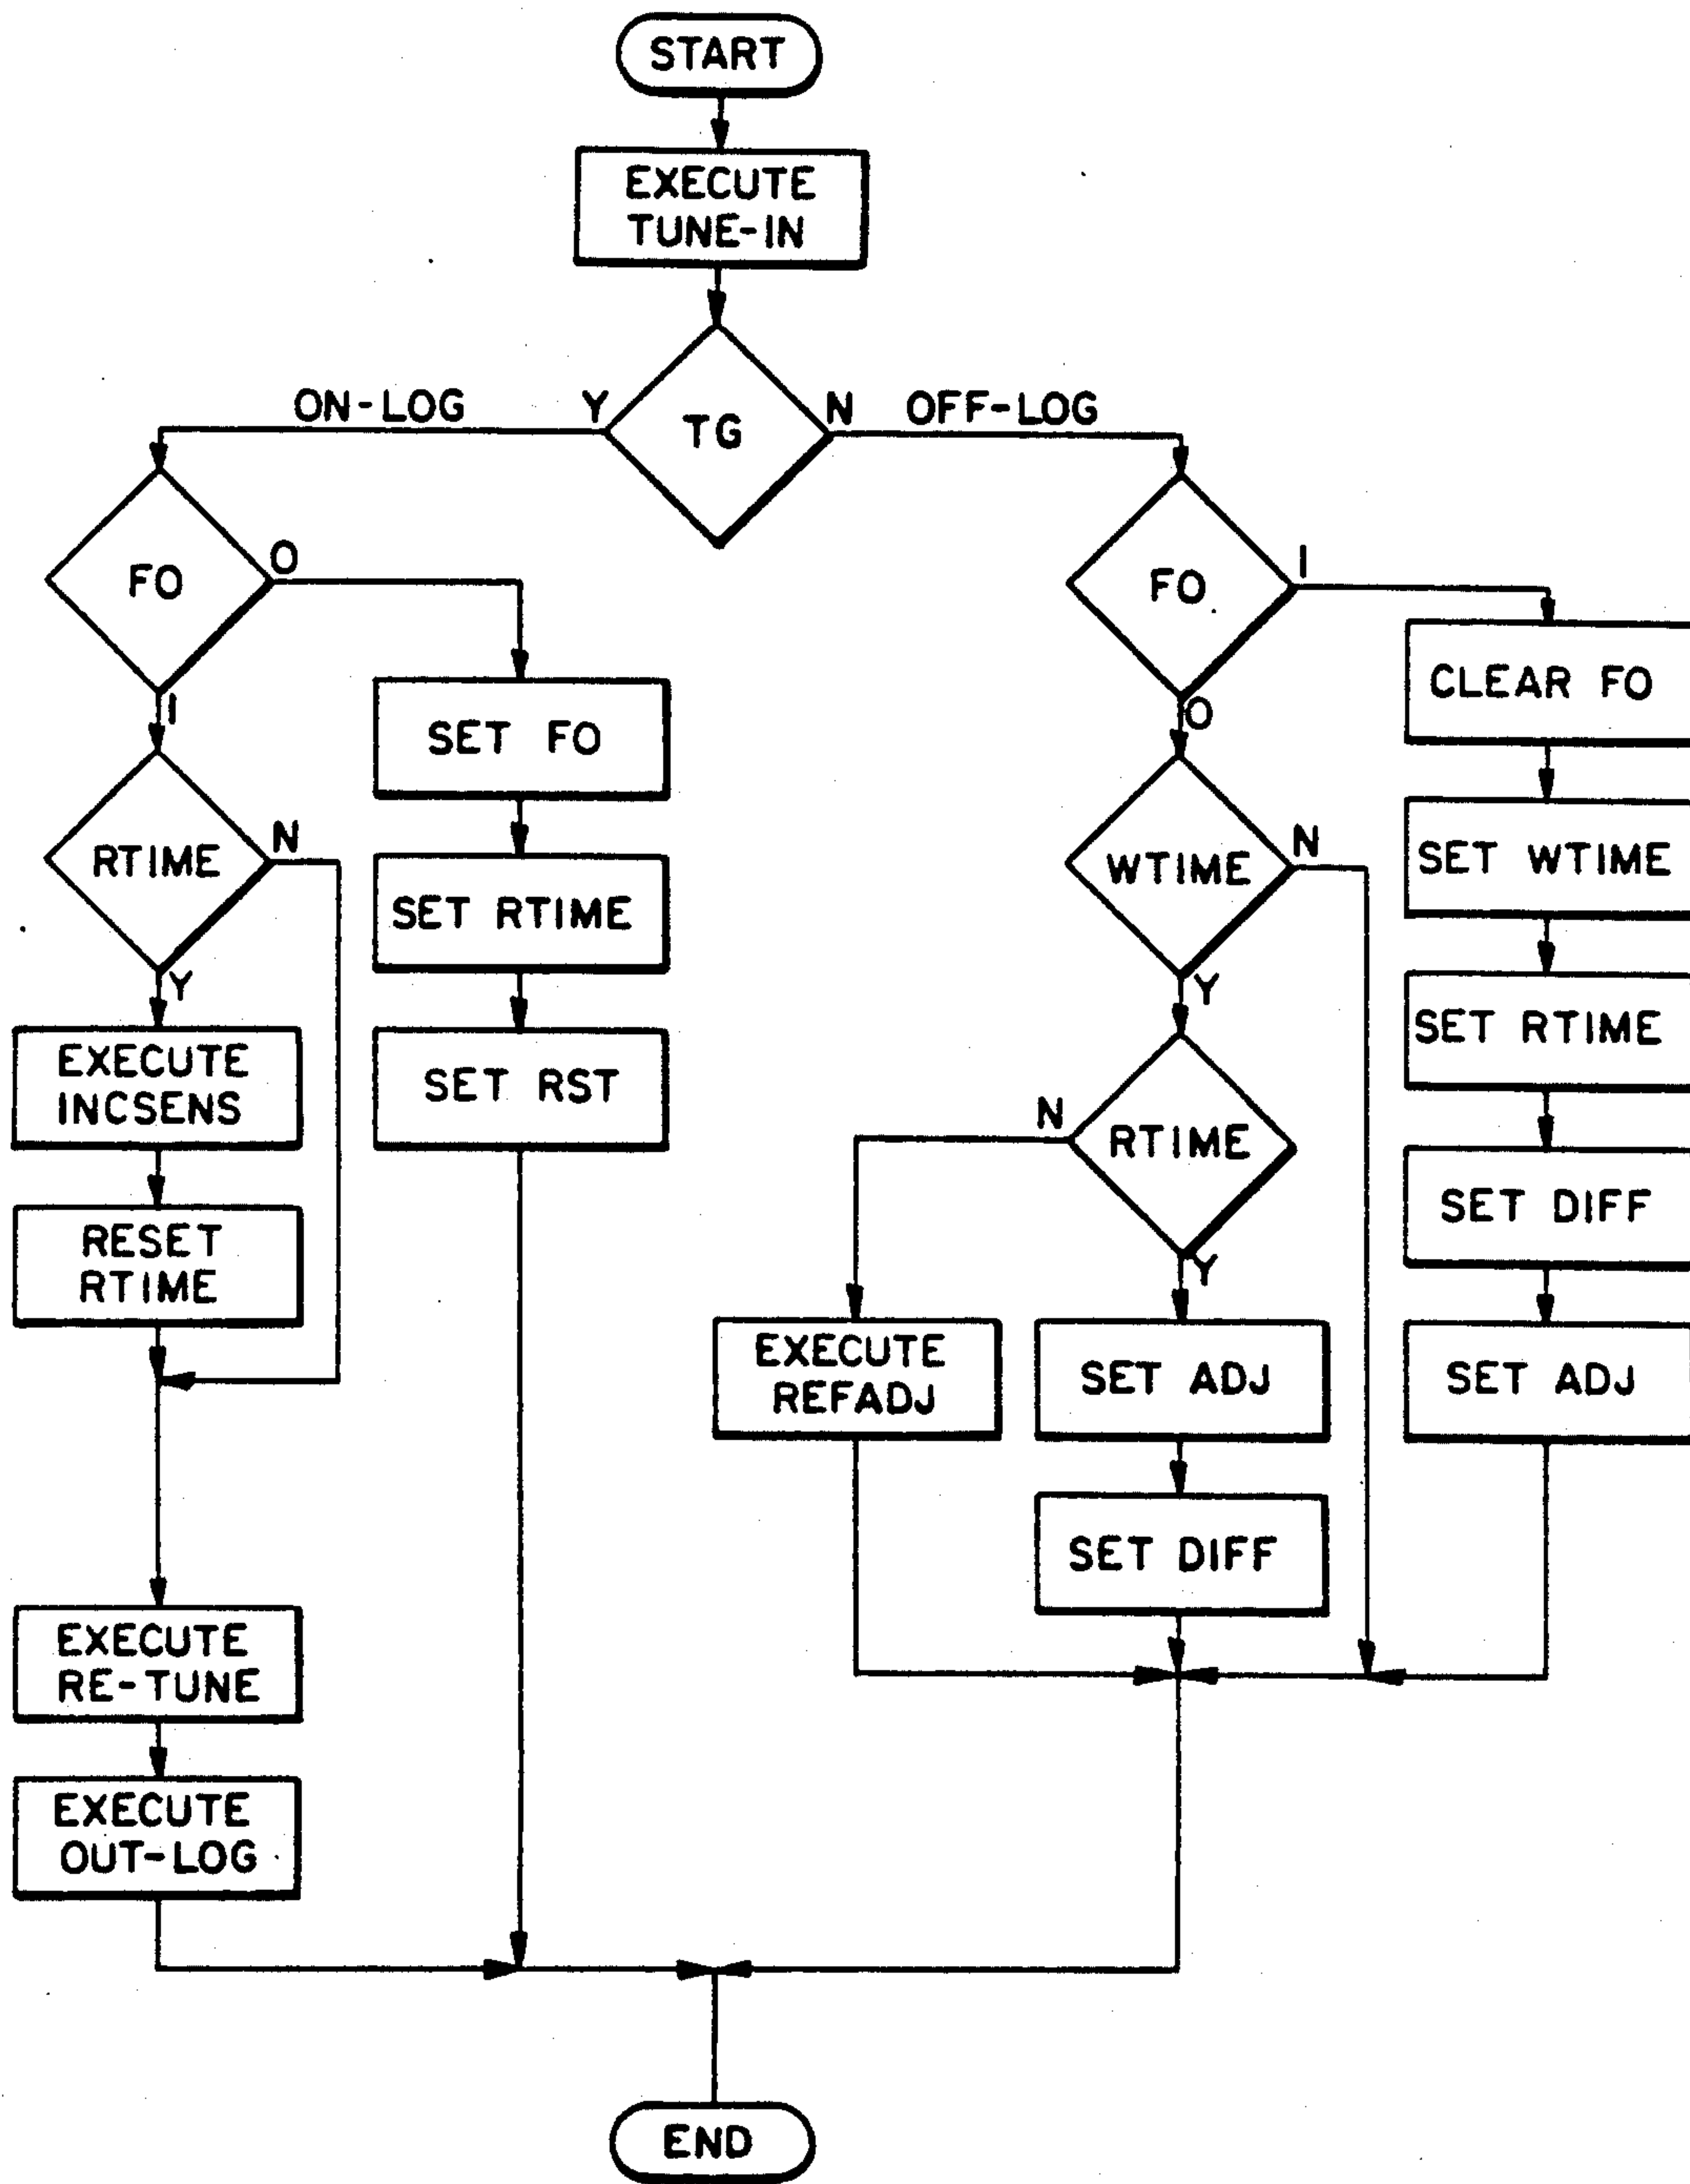 START
EXECUTE
TUNE-IN
ON-LOG
Y
TG
N
OFF-LOG
FO
O
I
SET FO
RTIME
N
Y
SET RTIME
EXECUTE
INCSENS
SET RST
RESET
RTIME
EXECUTE
RE-TUNE
EXECUTE
OUT-LOG
FO
I
O
CLEAR FO
WTIME
N
Y
SET WTIME
SET RTIME
N
RTIME
Y
SET DIFF
EXECUTE
REFADJ
SET ADJ
SET ADJ
SET DIFF
END